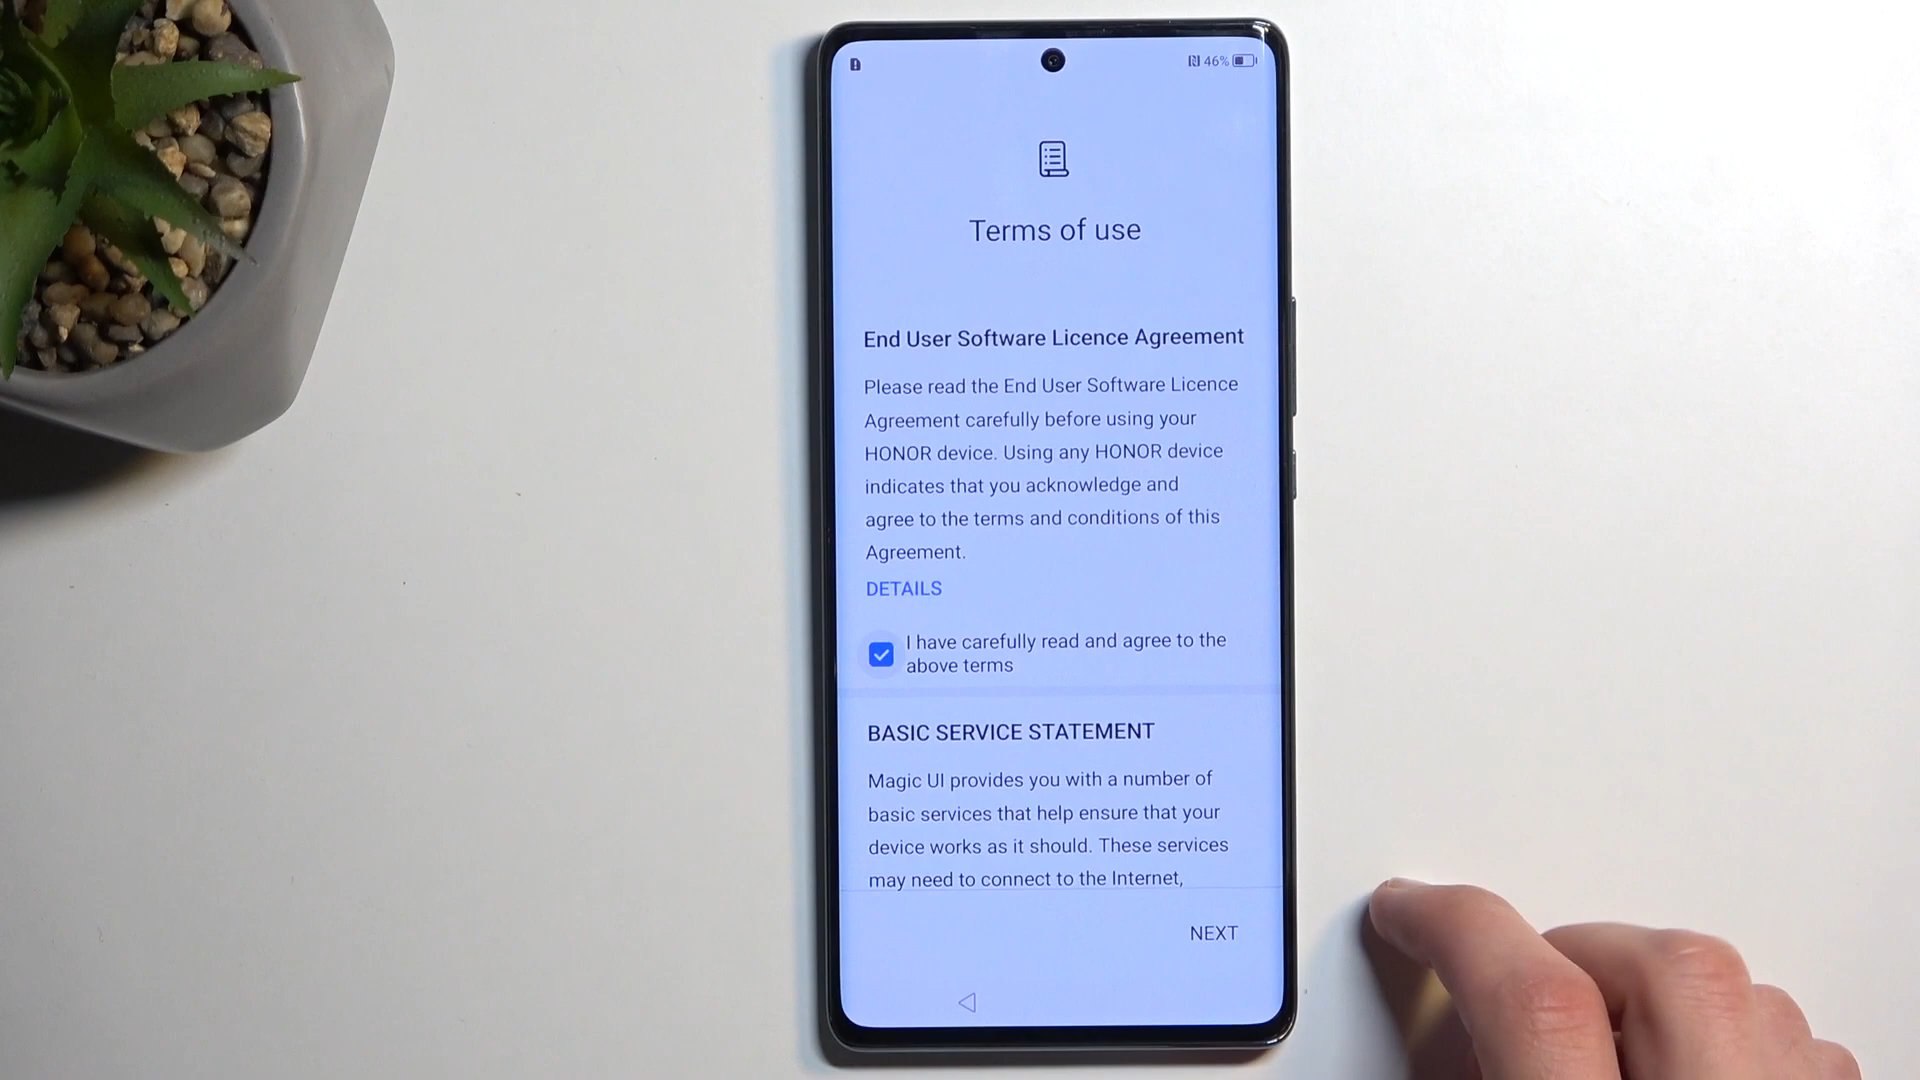 46%
Terms of use
End User Software Licence Agreement
Please read the End User Software Licence
Agreement carefully before using your
HONOR device. Using any HONOR device
indicates that you acknowledge and
agree to the terms and conditions of this
Agreement.
DETAILS
I have carefully read and agree to the
above terms
BASIC SERVICE STATEMENT
Magic UI provides you with a number of
basic services that help ensure that your
device works as it should. These services
may need to connect to the Internet,
NEXT